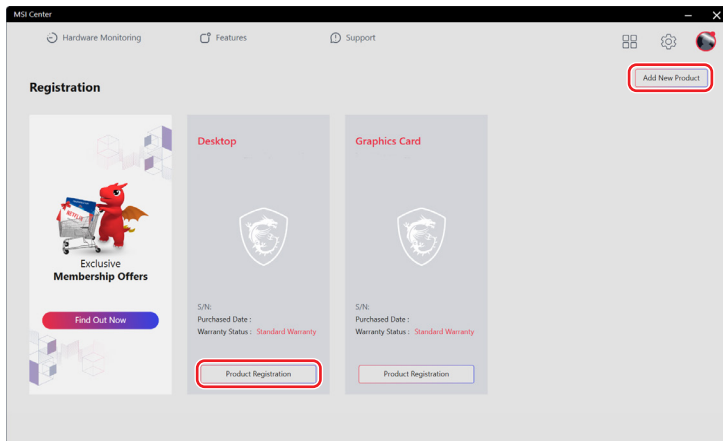 MSI Center
Hardware Monitoring
Features
Support
Add New Product
Registration
NETFLIX
Exclusive
Membership Offers
Find Out Now
Desktop
S/N:
Purchased Date :
Warranty Status : Standard Warranty
Product Registration
Graphics Card
S/N:
Purchased Date :
Warranty Status : Standard Warranty
Product Registration